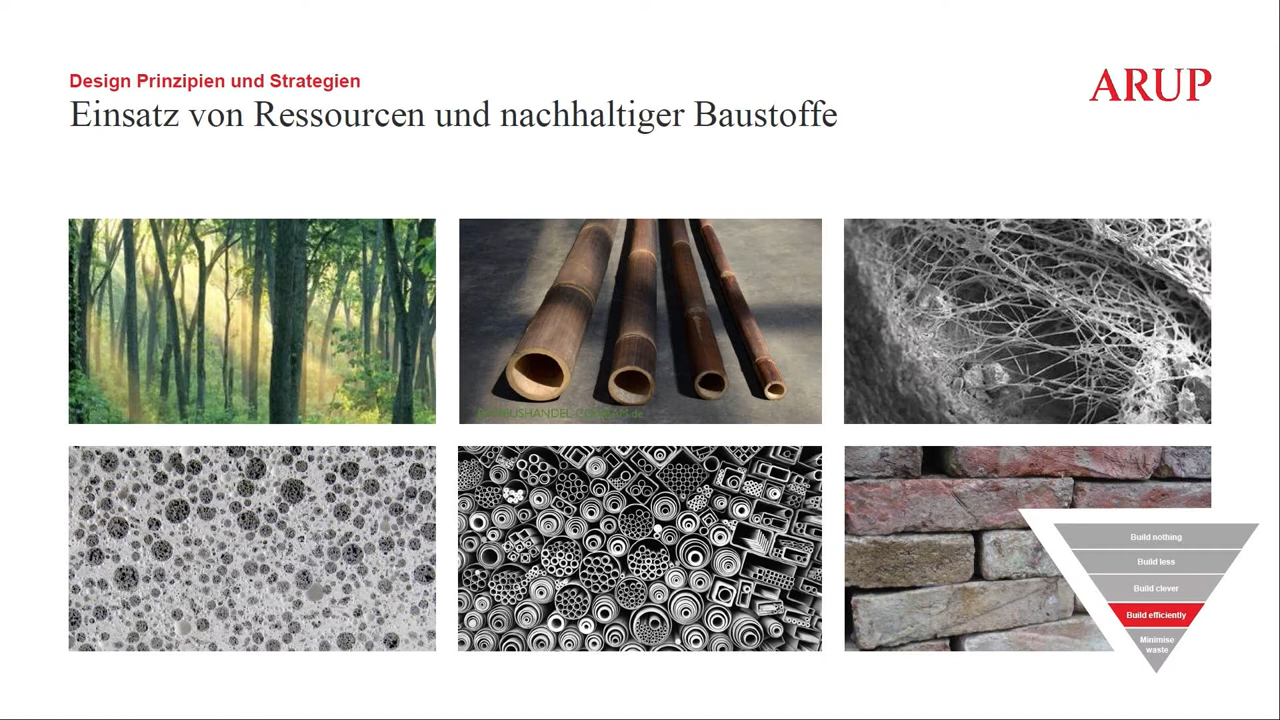 Design Prinzipien und Strategien
Einsatz von Ressourcen und nachhaltiger Baustoffe
ARUP
Build nothing
Build less
Build clever
Build efficiently
Minimise
waste